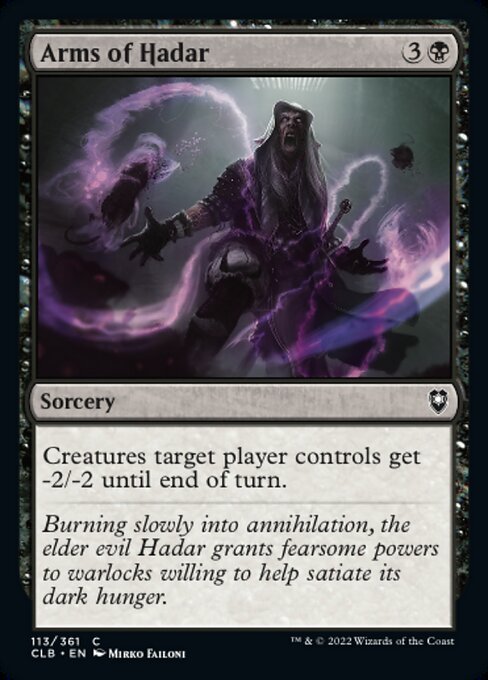 Arms of Hadar 3
Sorcery
Creatures target player controls get
-2/-2 until end of turn.
Burning slowly into annihilation, the
elder evil Hadar grants fearsome powers
to warlocks willing to help satiate its
dark hunger.
113/361 C
CLB • EN Mirko Failoni
™ & © 2022 Wizards of the Coast